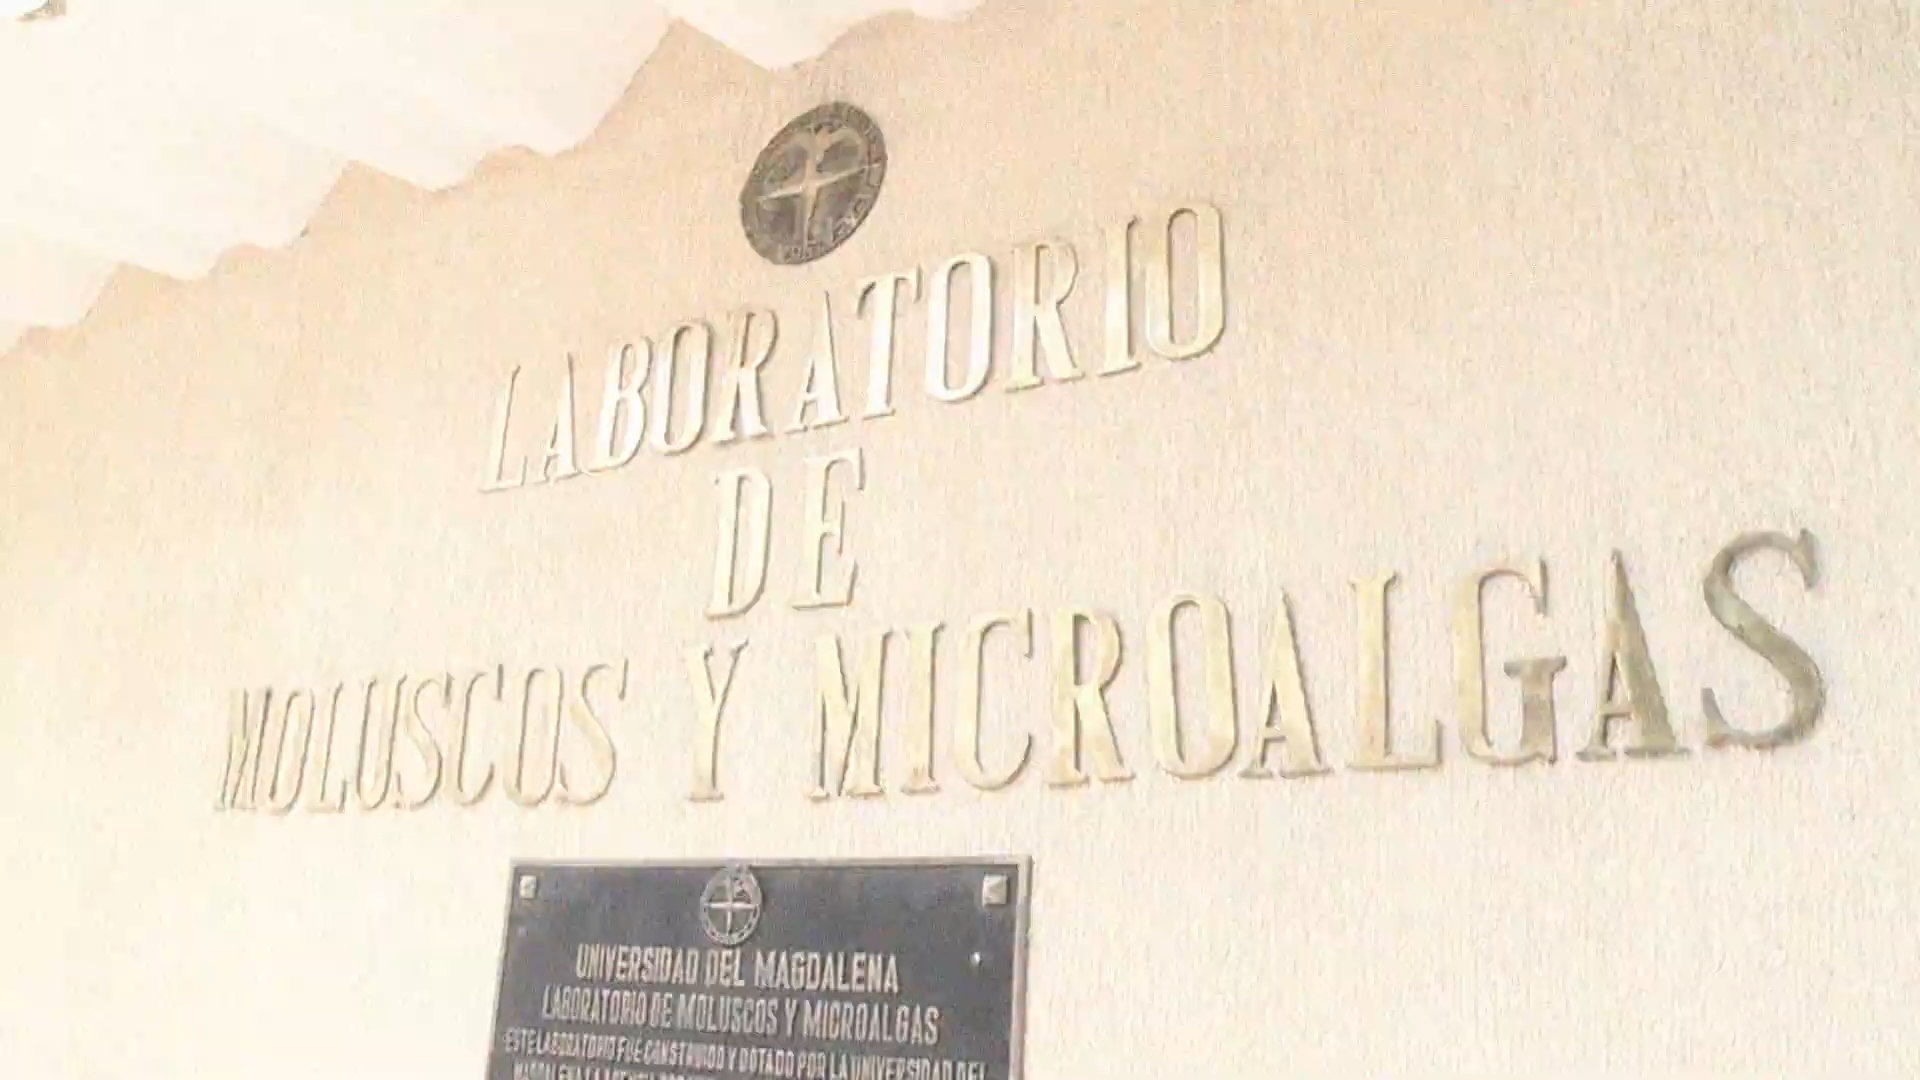 LABORATORIO
DE
MOLUSCOS Y MICROALGAS
UNIVERSIDAD DEL MAGDALENA
LABORATORIO DE MOLUSCOS Y MICROALGAS
ESTE LABORATORIO FUE CONSTRUIDO Y DOTADO POR LA UNIVERSIDAD DEL